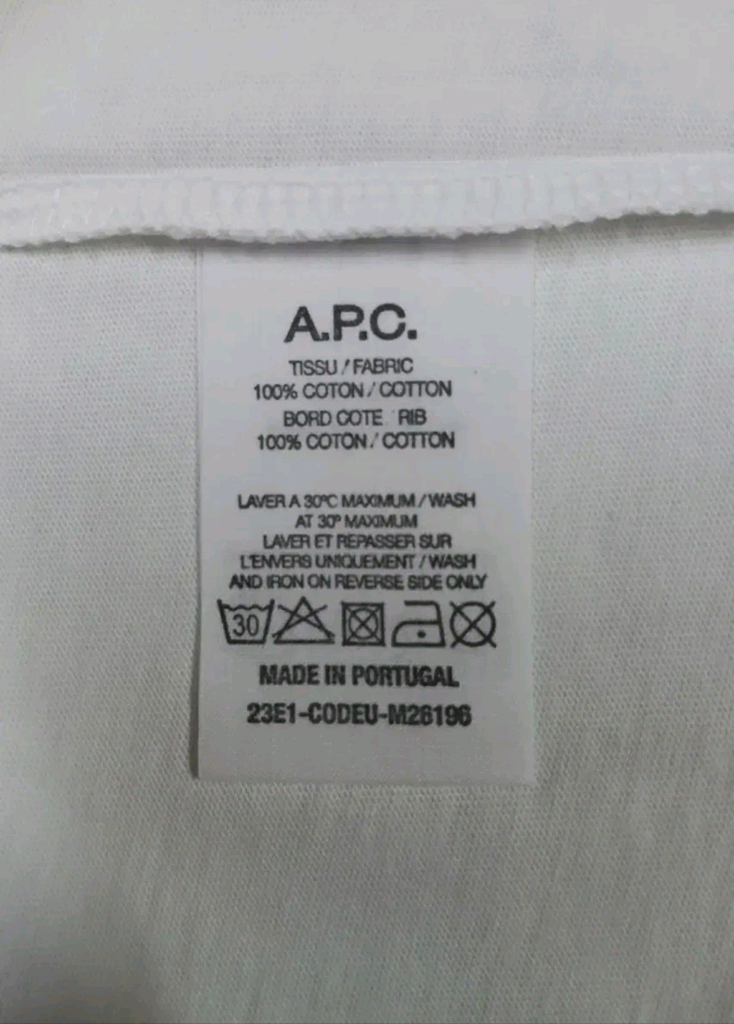 A.P.C.
TISSU / FABRIC
100% COTON / COTTON
BORD COTE RIB
100% COTON / COTTON
LAVER A 30°C MAXIMUM / WASH
AT 30° MAXIMUM
LAVER ET REPASSER SUR
L'ENVERS UNIQUEMENT / WASH
AND IRON ON REVERSE SIDE ONLY
30
MADE IN PORTUGAL
23E1-CODEU-M26196